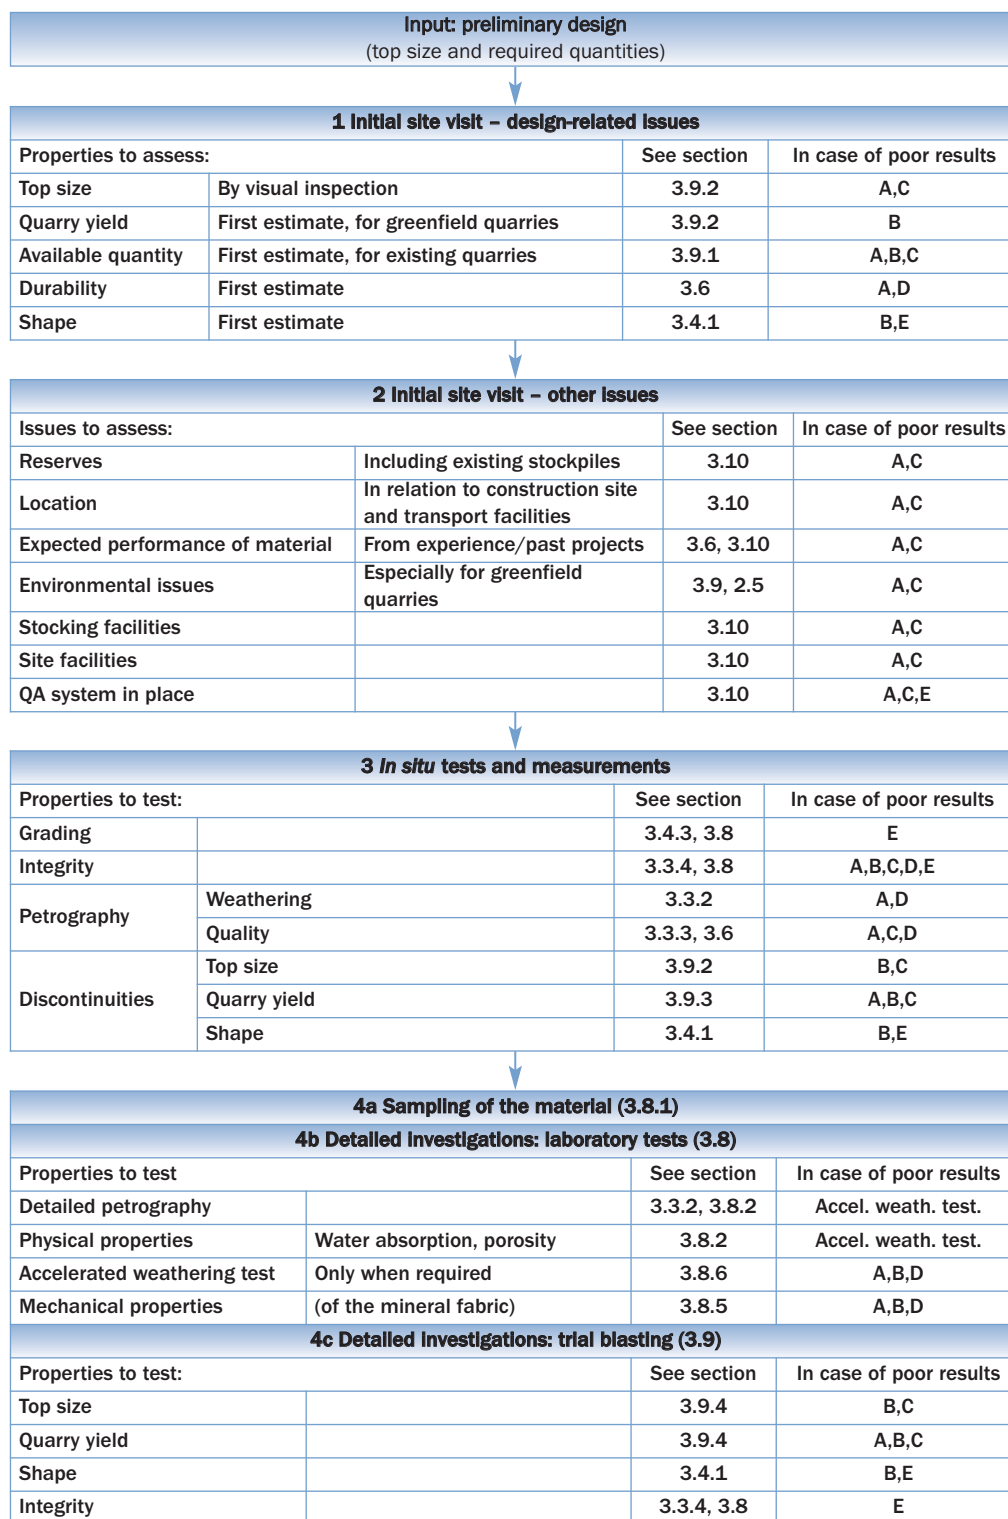 Input: preliminary design
(top size and required quantities)
1 Initial site visit – design-related issues
Properties to assess: See section In case of poor results
Top size By visual inspection 3.9.2 A,C
Quarry yield First estimate, for greenfield quarries 3.9.2 B
Available quantity First estimate, for existing quarries 3.9.1 A,B,C
Durability First estimate 3.6 A,D
Shape First estimate 3.4.1 B,E
2 Initial site visit – other issues
Issues to assess: See section In case of poor results
Reserves Including existing stockpiles 3.10 A,C
Location In relation to construction site
and transport facilities 3.10 A,C
Expected performance of material From experience/past projects 3.6, 3.10 A,C
Environmental issues Especially for greenfield
quarries 3.9, 2.5 A,C
Stocking facilities 3.10 A,C
Site facilities 3.10 A,C
QA system in place 3.10 A,C,E
3 In situ tests and measurements
Properties to test: See section In case of poor results
Grading 3.4.3, 3.8 E
Integrity 3.3.4, 3.8 A,B,C,D,E
Petrography Weathering 3.3.2 A,D
Quality 3.3.3, 3.6 A,C,D
Discontinuities Top size 3.9.2 B,C
Quarry yield 3.9.3 A,B,C
Shape 3.4.1 B,E
4a Sampling of the material (3.8.1)
4b Detailed investigations: laboratory tests (3.8)
Properties to test See section In case of poor results
Detailed petrography 3.3.2, 3.8.2 Accel. weath. test.
Physical properties Water absorption, porosity 3.8.2 Accel. weath. test.
Accelerated weathering test Only when required 3.8.6 A,B,D
Mechanical properties (of the mineral fabric) 3.8.5 A,B,D
4c Detailed investigations: trial blasting (3.9)
Properties to test: See section In case of poor results
Top size 3.9.4 B,C
Quarry yield 3.9.4 A,B,C
Shape 3.4.1 B,E
Integrity 3.3.4, 3.8 E